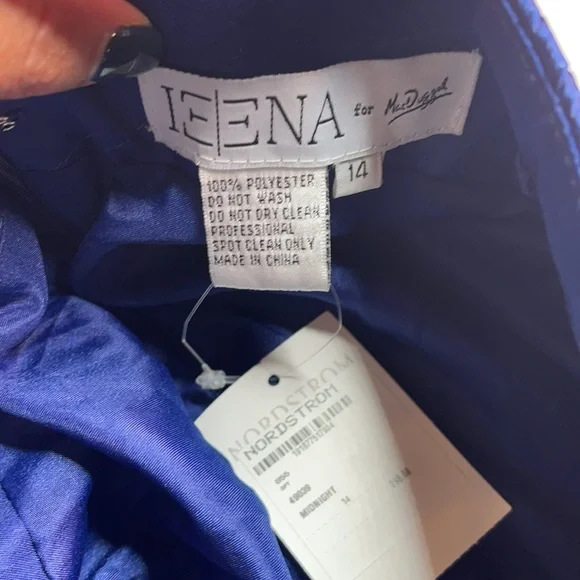 IEENA for Mac Duggal
14
100% POLYESTER
DO NOT WASH
DO NOT DRY CLEAN
PROFESSIONAL
SPOT CLEAN ONLY
MADE IN CHINA
NORDSTROM
NORDSTROM
49939
MIDNIGHT 14